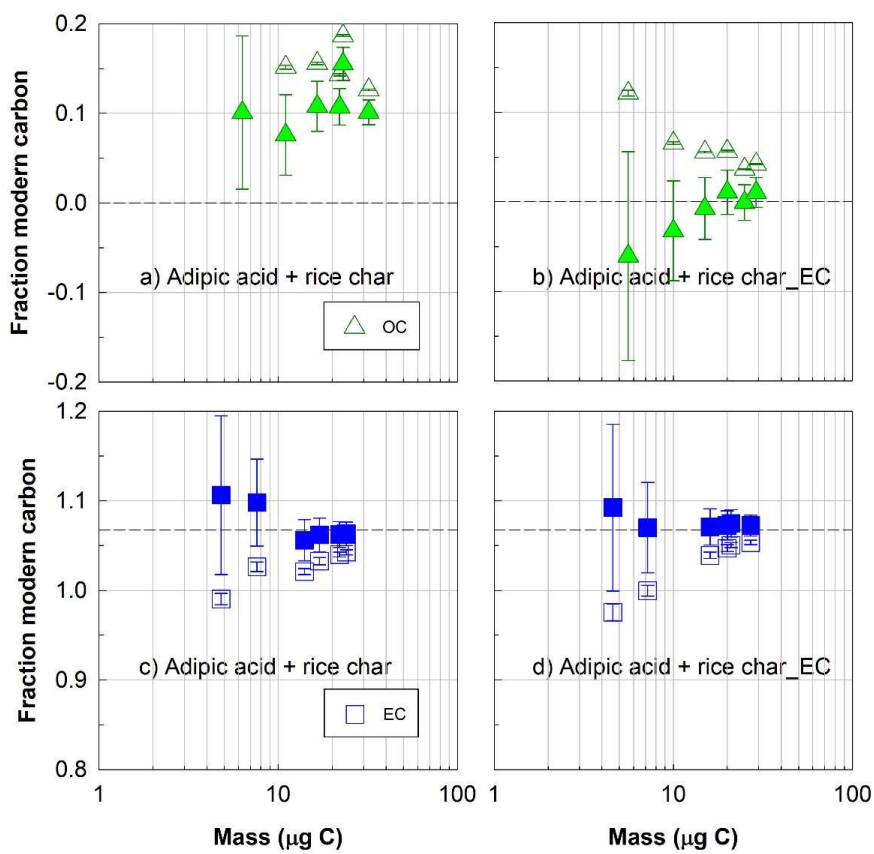 0.2
0.1
0.0
-0.1
-0.2
Fraction modern carbon
a) Adipic acid + rice char
OC
b) Adipic acid + rice char_EC
1.2
1.1
1.0
0.9
0.8
Fraction modern carbon
c) Adipic acid + rice char
EC
d) Adipic acid + rice char_EC
1 10 100 1 10 100
Mass (μg C) Mass (μg C)